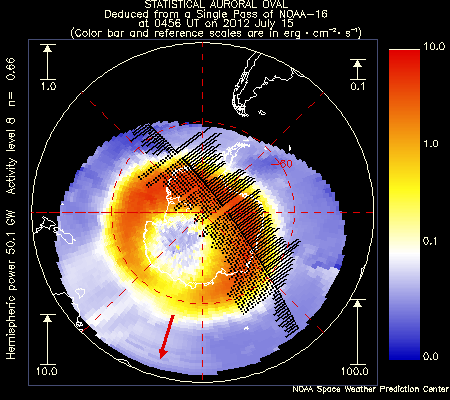 STATISTICAL AURORAL OVAL
Deduced from a Single Pass of NOAA-16
at 0456 UT on 2012 July 15
(Color bar and reference scales are in erg·cm⁻²·s⁻¹)
1.0
0.1
10.0
100.0
-60
10.0
1.0
0.1
0.0
Hemispheric power 50.1 GW Activity level 8 n= 0.66
NOAA Space Weather Prediction Center